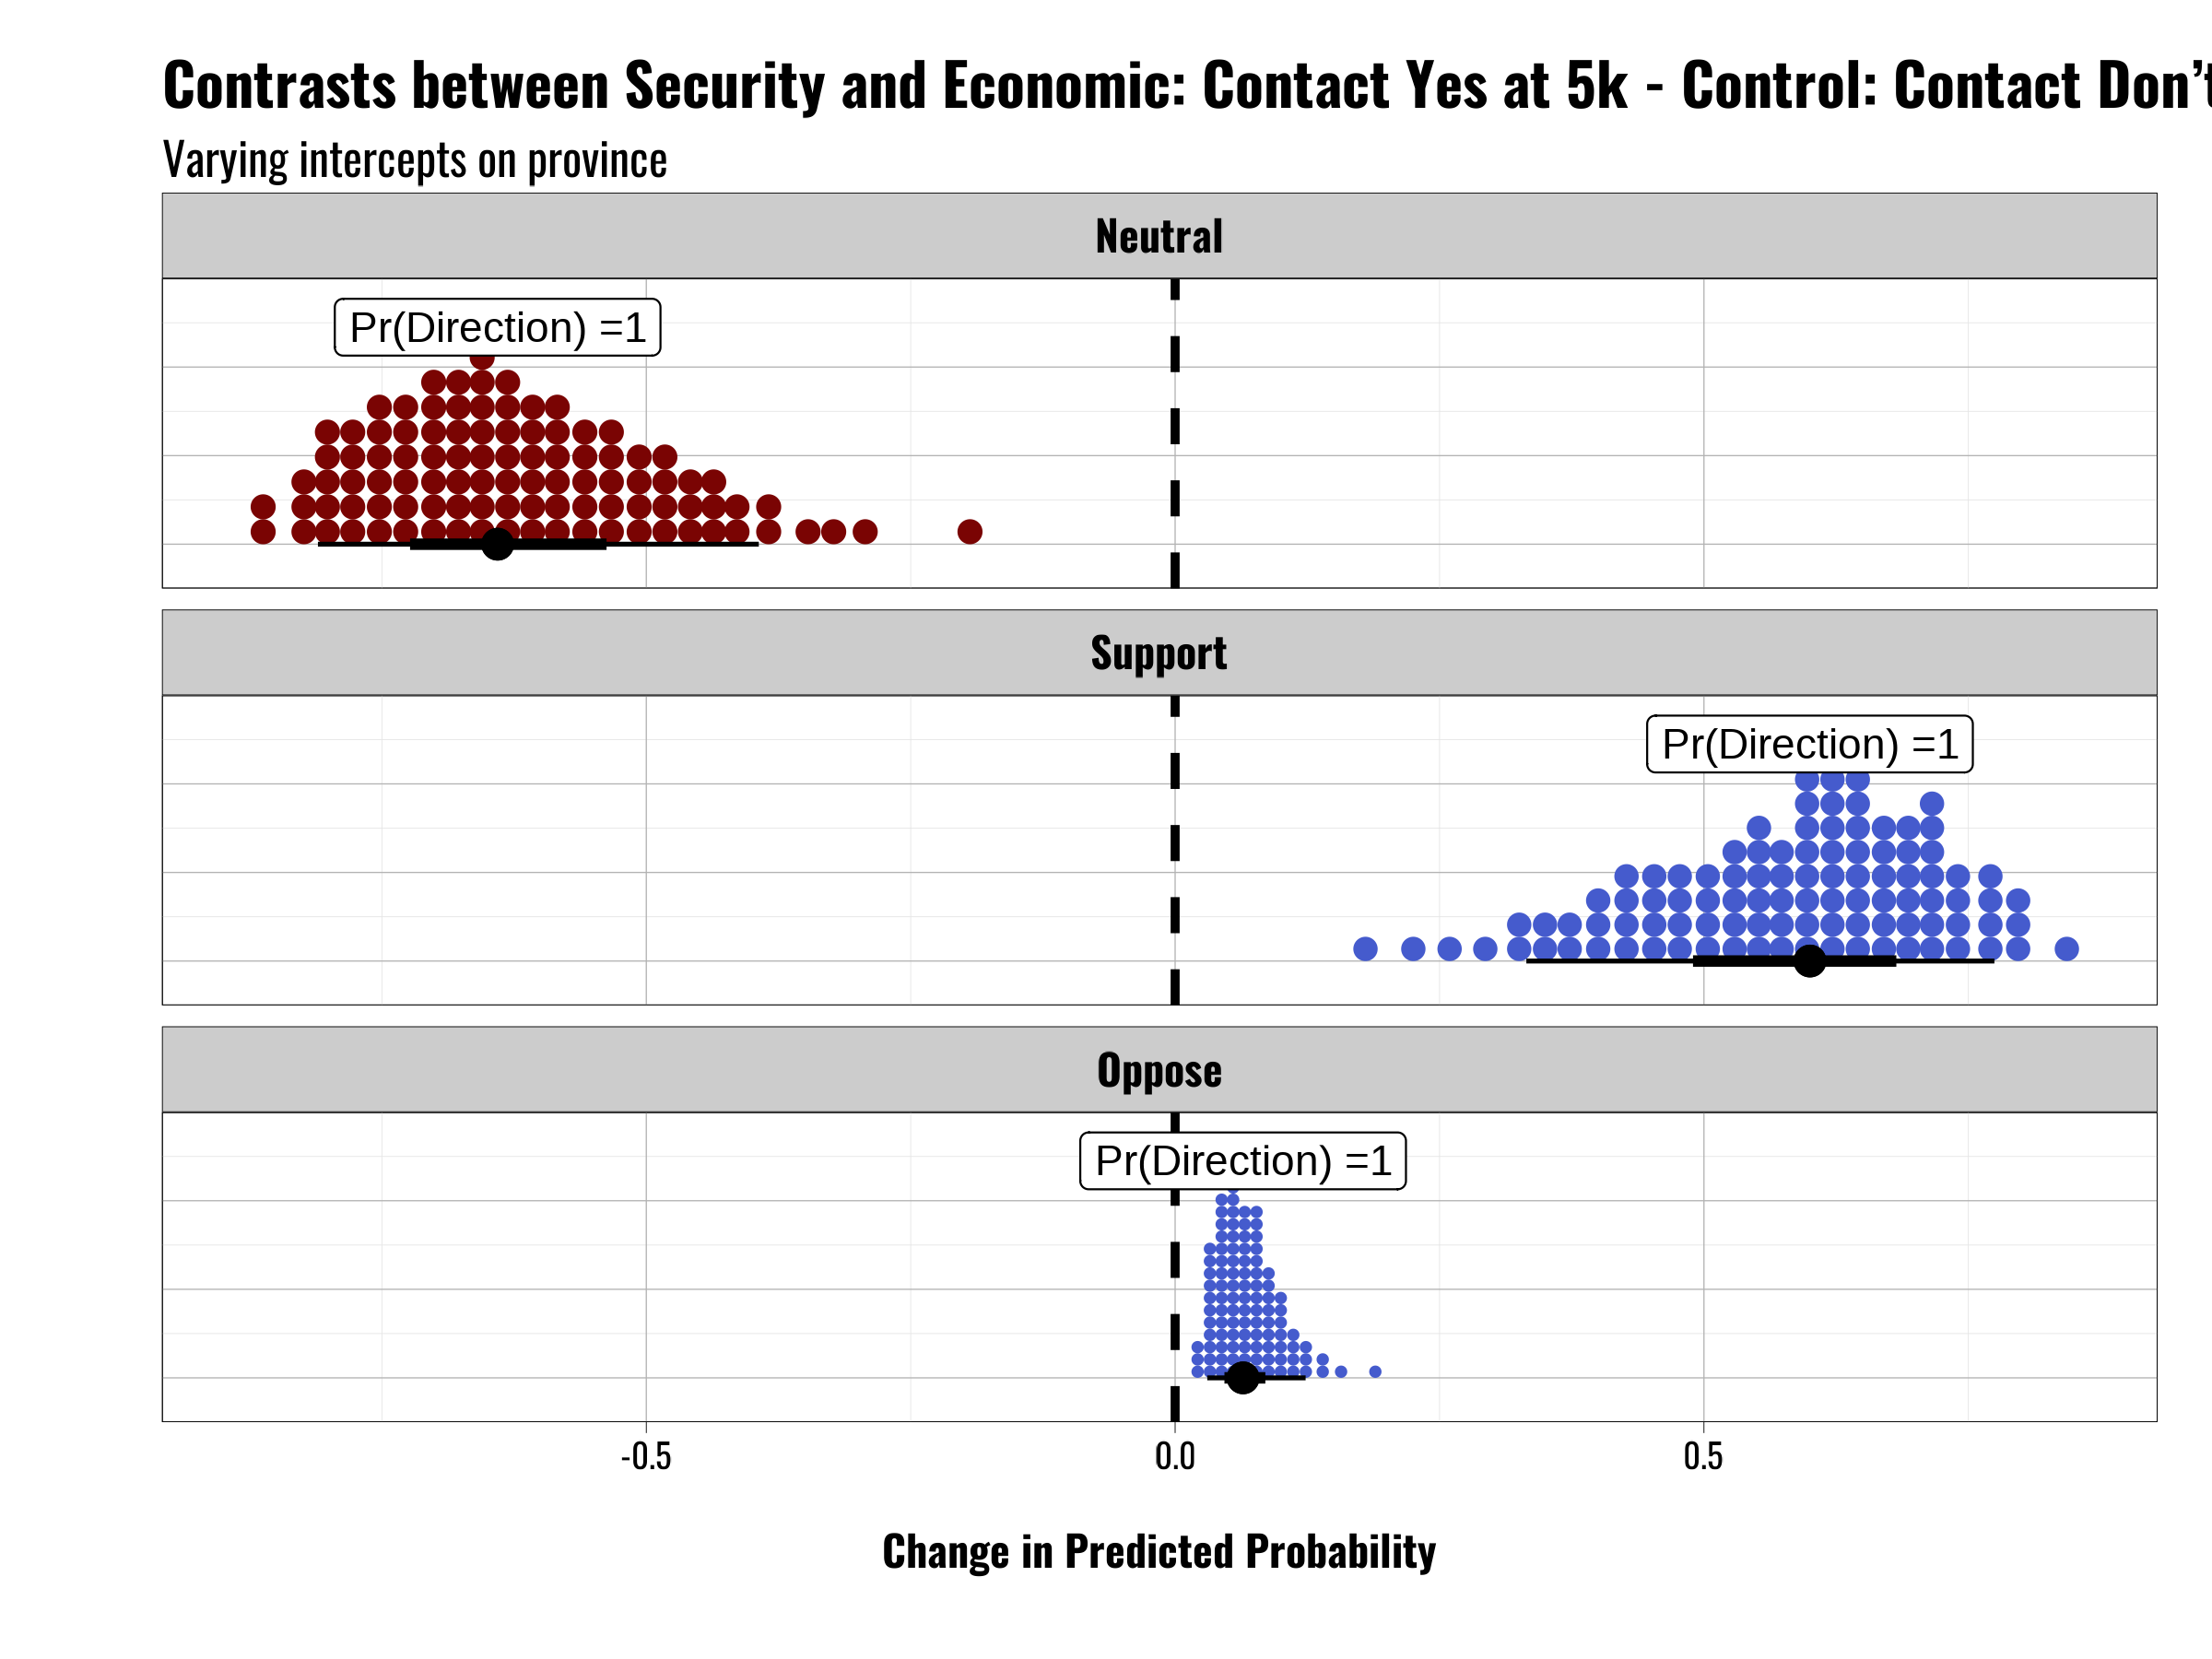 Contrasts between Security and Economic: Contact Yes at 5k - Control: Contact Don’t
Varying intercepts on province
Neutral
Pr(Direction) =1
Support
Pr(Direction) =1
Oppose
Pr(Direction) =1
-0.5 0.0 0.5
Change in Predicted Probability